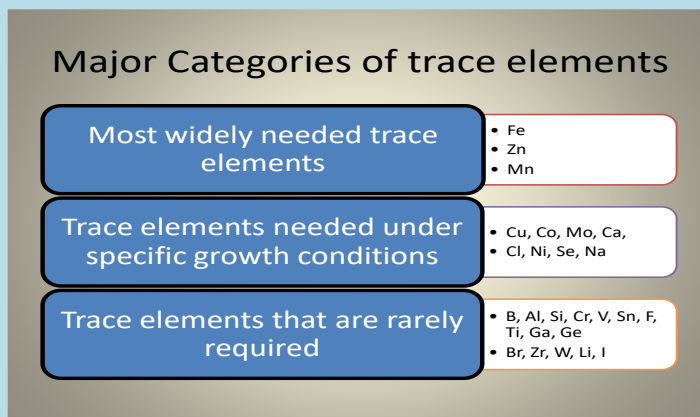 Major Categories of trace elements
Most widely needed trace
elements
• Fe
• Zn
• Mn
Trace elements needed under
specific growth conditions
• Cu, Co, Mo, Ca,
• Cl, Ni, Se, Na
Trace elements that are rarely
required
• B, Al, Si, Cr, V, Sn, F,
Ti, Ga, Ge
• Br, Zr, W, Li, I